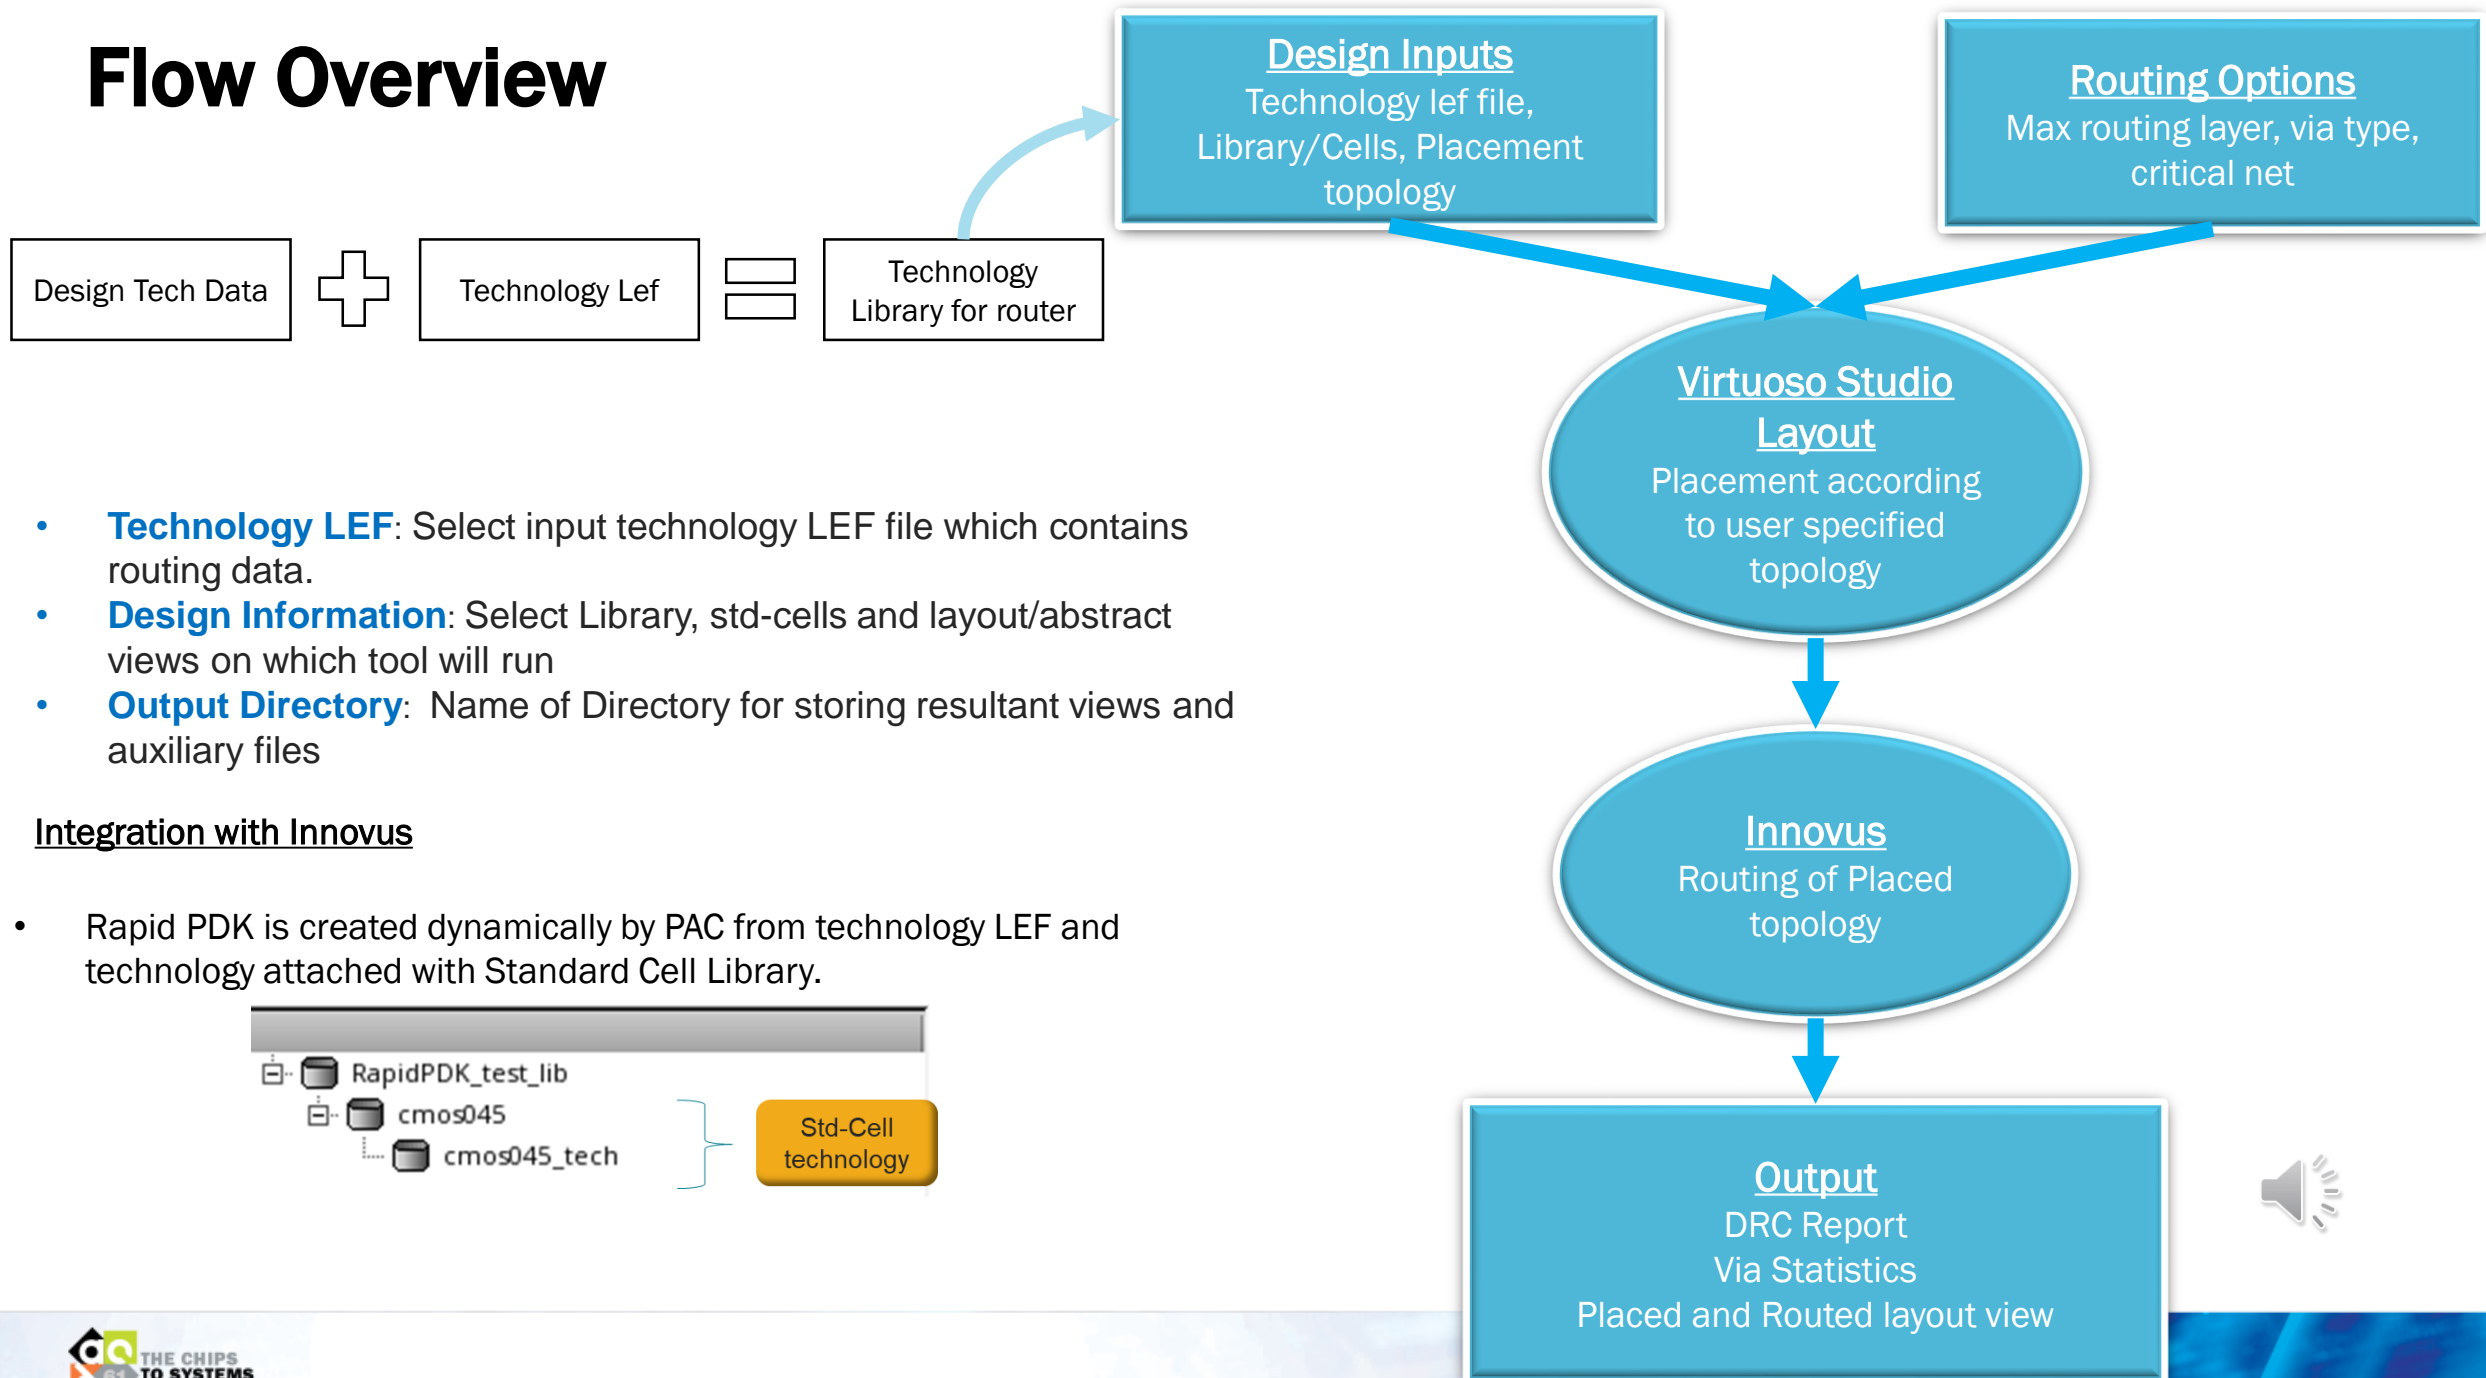 Flow Overview
Design Tech Data
Technology Lef
Technology
Library for router
Design Inputs
Technology lef file,
Library/Cells, Placement
topology
Routing Options
Max routing layer, via type,
critical net
Virtuoso Studio
Layout
Placement according
to user specified
topology
Innovus
Routing of Placed
topology
Output
DRC Report
Via Statistics
Placed and Routed layout view
• Technology LEF: Select input technology LEF file which contains
routing data.
• Design Information: Select Library, std-cells and layout/abstract
views on which tool will run
• Output Directory: Name of Directory for storing resultant views and
auxiliary files
Integration with Innovus
• Rapid PDK is created dynamically by PAC from technology LEF and
technology attached with Standard Cell Library.
RapidPDK_test_lib
cmos045
cmos045_tech
Std-Cell
technology
61
THE CHIPS
TO SYSTEMS